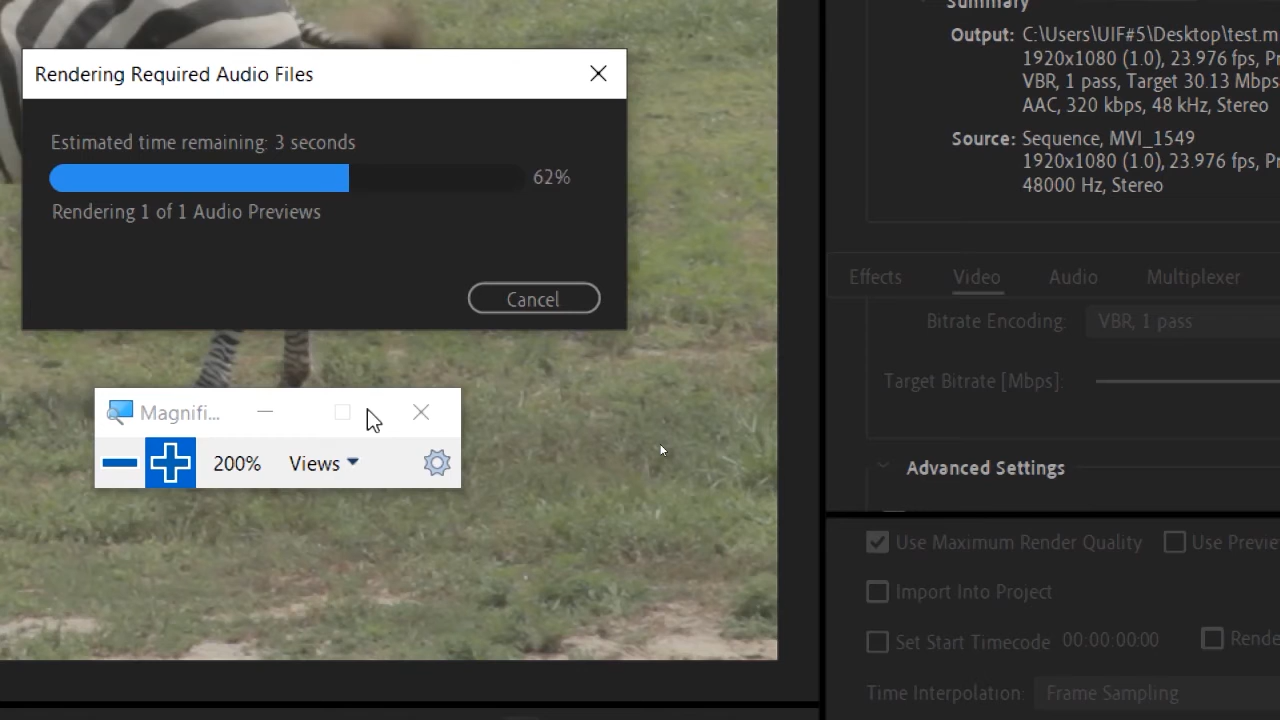 Rendering Required Audio Files
Estimated time remaining: 3 seconds
62%
Rendering 1 of 1 Audio Previews
Cancel
Magnifi...
200%
Views
Summary
Output: C:\Users\UIF#5\Desktop\test.m
1920x1080 (1.0), 23.976 fps, Pr
VBR, 1 pass, Target 30.13 Mbps
AAC, 320 kbps, 48 kHz, Stereo
Source: Sequence, MVI_1549
1920x1080 (1.0), 23.976 fps, Pr
48000 Hz, Stereo
Effects Video Audio Multiplexer
Bitrate Encoding: VBR, 1 pass
Target Bitrate [Mbps]:
Advanced Settings
Use Maximum Render Quality Use Previe
Import Into Project
Set Start Timecode 00:00:00:00 Rende
Time Interpolation: Frame Sampling